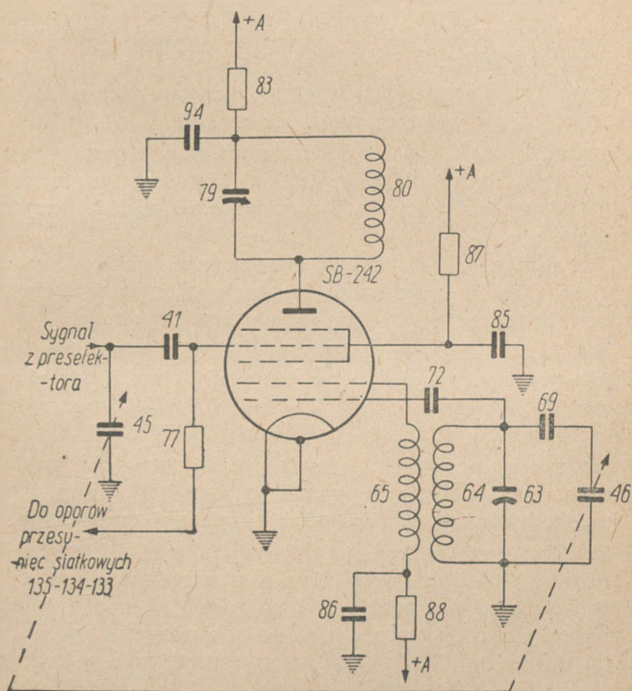 +A
83
94
79
80
+A
87
SB-242
41
85
Sygnał
z preselek-
-tora
72
69
45
77
65
64
63
46
Do oporów
przesu-
nięć siatkowych
135-134-133
86
88
+A